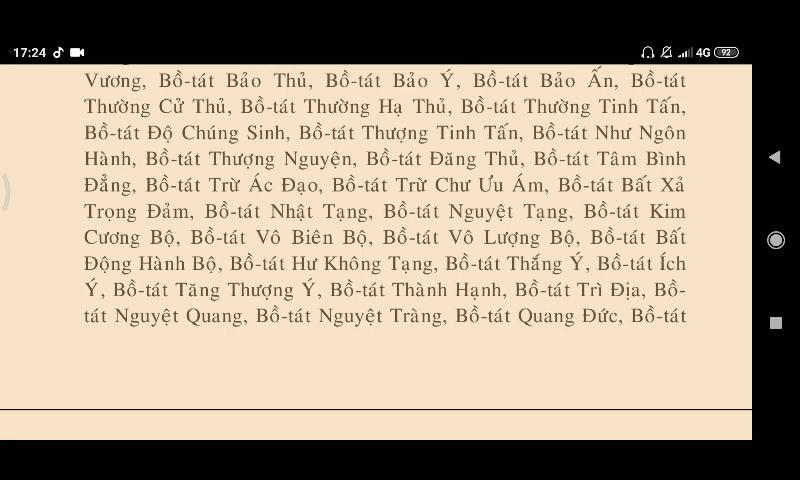 17:24 4G 92
Vương, Bồ-tát Bảo Thủ, Bồ-tát Bảo Ý, Bồ-tát Bảo Ấn, Bồ-tát
Thường Cử Thủ, Bồ-tát Thường Hạ Thủ, Bồ-tát Thường Tinh Tấn,
Bồ-tát Độ Chúng Sinh, Bồ-tát Thượng Tinh Tấn, Bồ-tát Như Ngôn
Hành, Bồ-tát Thượng Nguyện, Bồ-tát Đăng Thủ, Bồ-tát Tâm Bình
Đẳng, Bồ-tát Trừ Ác Đạo, Bồ-tát Trừ Chư Ưu Ám, Bồ-tát Bất Xả
Trọng Đảm, Bồ-tát Nhật Tạng, Bồ-tát Nguyệt Tạng, Bồ-tát Kim
Cương Bộ, Bồ-tát Vô Biên Bộ, Bồ-tát Vô Lượng Bộ, Bồ-tát Bất
Động Hành Bộ, Bồ-tát Hư Không Tạng, Bồ-tát Thắng Ý, Bồ-tát Ích
Ý, Bồ-tát Tăng Thượng Ý, Bồ-tát Thành Hạnh, Bồ-tát Trì Địa, Bồ-
tát Nguyệt Quang, Bồ-tát Nguyệt Tràng, Bồ-tát Quang Đức, Bồ-tát